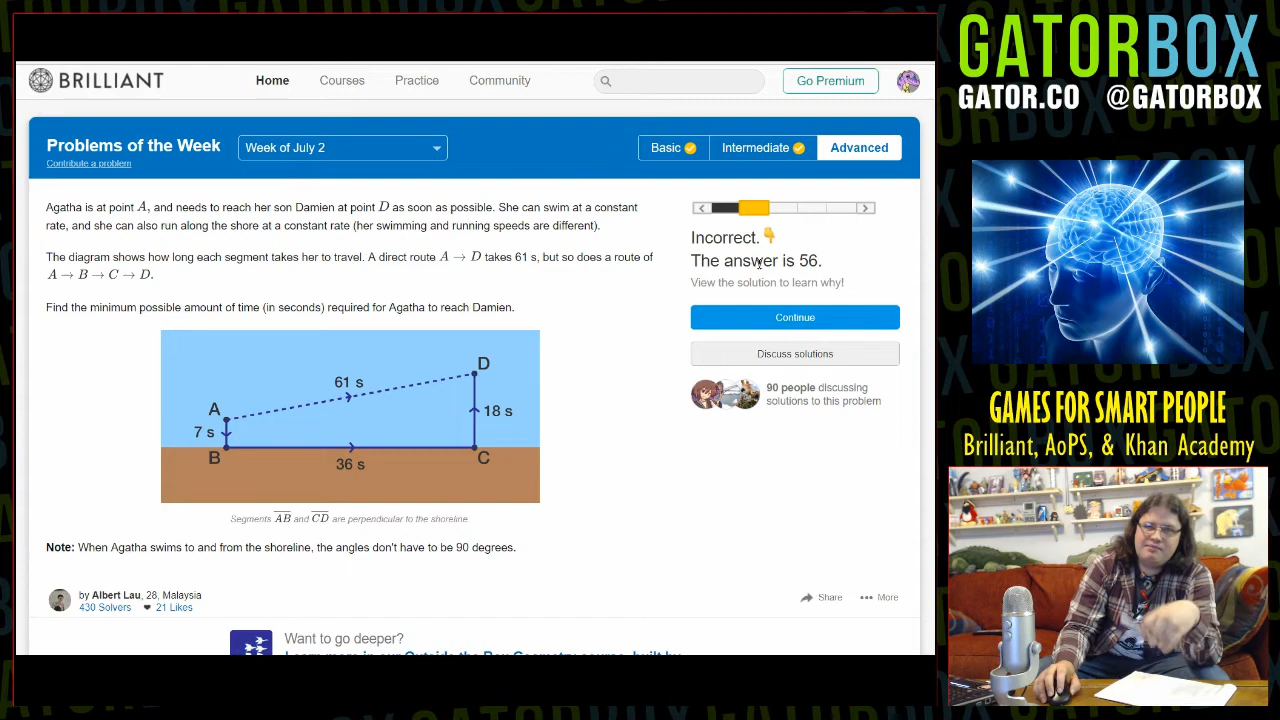 BRILLIANT
Home
Courses
Practice
Community
Go Premium
Problems of the Week
Contribute a problem
Week of July 2
Basic
Intermediate
Advanced
Agatha is at point A, and needs to reach her son Damien at point D as soon as possible. She can swim at a constant
rate, and she can also run along the shore at a constant rate (her swimming and running speeds are different).
The diagram shows how long each segment takes her to travel. A direct route A → D takes 61 s, but so does a route of
A → B → C → D.
Find the minimum possible amount of time (in seconds) required for Agatha to reach Damien.
D
61 s
A
18 s
7 s
B
C
36 s
Segments AB and CD are perpendicular to the shoreline.
Note: When Agatha swims to and from the shoreline, the angles don't have to be 90 degrees.
by Albert Lau, 28, Malaysia
430 Solvers
21 Likes
Share
More
Want to go deeper?
Incorrect.
The answer is 56.
View the solution to learn why!
Continue
Discuss solutions
90 people discussing
solutions to this problem
GATORBOX
GATOR.CO @GATORBOX
GAMES FOR SMART PEOPLE
Brilliant, AoPS, & Khan Academy